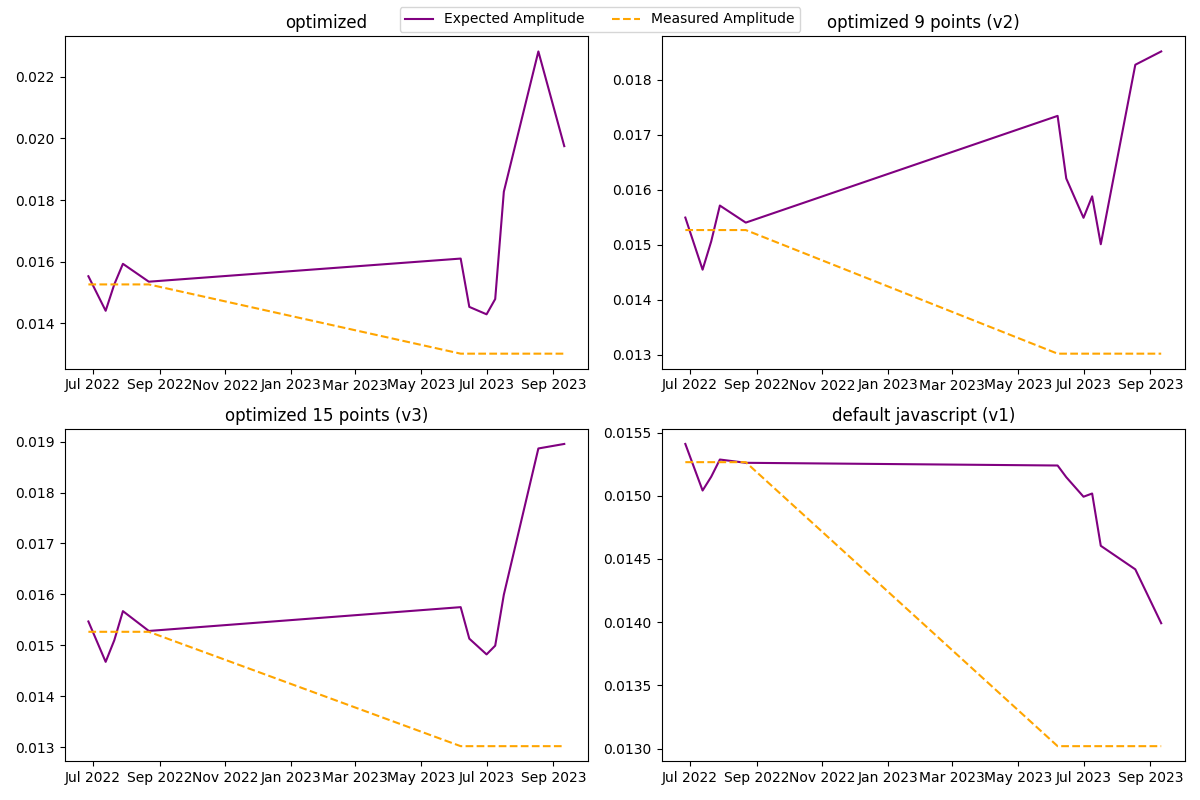 Expected Amplitude
Measured Amplitude
optimized
0.022
0.020
0.018
0.016
0.014
Jul 2022
Sep 2022
Nov 2022
Jan 2023
Mar 2023
May 2023
Jul 2023
Sep 2023
optimized 9 points (v2)
0.018
0.017
0.016
0.015
0.014
0.013
Jul 2022
Sep 2022
Nov 2022
Jan 2023
Mar 2023
May 2023
Jul 2023
Sep 2023
optimized 15 points (v3)
0.019
0.018
0.017
0.016
0.015
0.014
0.013
Jul 2022
Sep 2022
Nov 2022
Jan 2023
Mar 2023
May 2023
Jul 2023
Sep 2023
default javascript (v1)
0.0155
0.0150
0.0145
0.0140
0.0135
0.0130
Jul 2022
Sep 2022
Nov 2022
Jan 2023
Mar 2023
May 2023
Jul 2023
Sep 2023